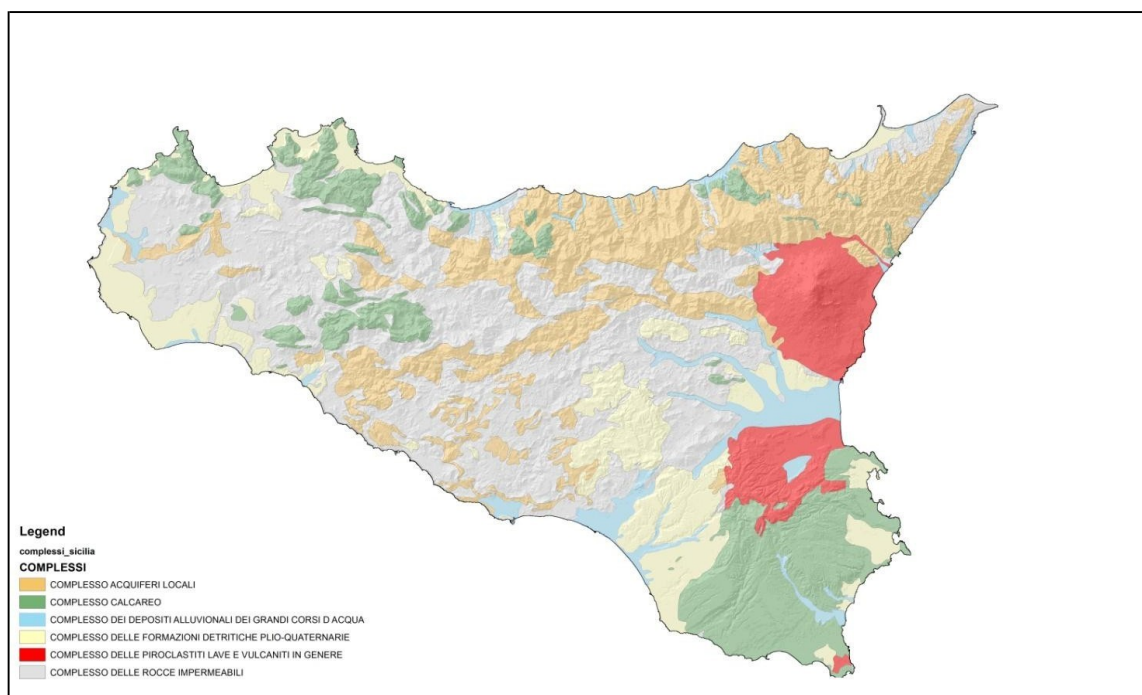 Legend
complessi_sicilia
COMPLESSI
COMPLESSO ACQUIFERI LOCALI
COMPLESSO CALCAREO
COMPLESSO DEI DEPOSITI ALLUVIONALI DEI GRANDI CORSI D ACQUA
COMPLESSO DELLE FORMAZIONI DETRITICHE PLIO-QUATERNARIE
COMPLESSO DELLE PIROCLASTITI LAVE E VULCANITI IN GENERE
COMPLESSO DELLE ROCCE IMPERMEABILI